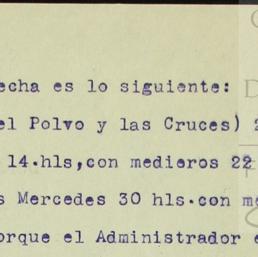 echa es lo siguiente:
el Polvo y las Cruces) 2
14.hls,con medieros 22
s Mercedes 30 hls.con me
orque el Administrador e